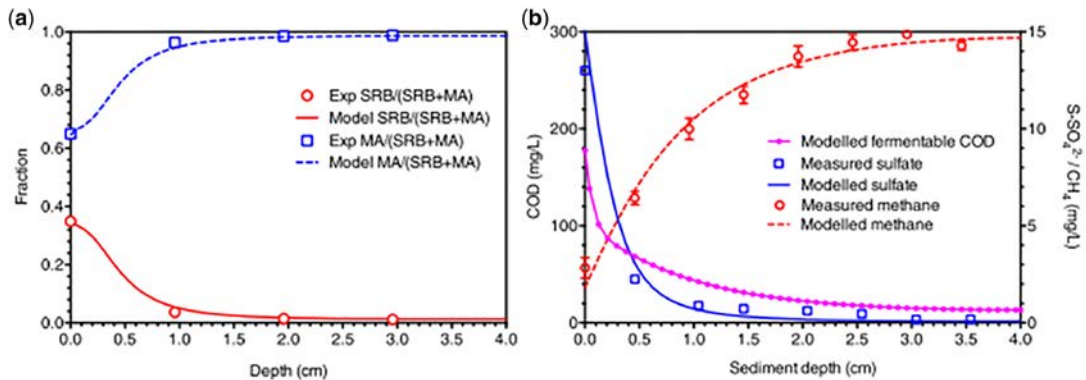 (a)
1.0
0.8
0.6
0.4
0.2
0.0
Fraction
Exp SRB/(SRB+MA)
Model SRB/(SRB+MA)
Exp MA/(SRB+MA)
Model MA/(SRB+MA)
0.0 0.5 1.0 1.5 2.0 2.5 3.0 3.5 4.0
Depth (cm)
(b)
300
200
100
0
COD (mg/L)
Modelled fermentable COD
Measured sulfate
Modelled sulfate
Measured methane
Modelled methane
15
10
5
0
S-SO₄²⁻/ CH₄ (mg/L)
0.0 0.5 1.0 1.5 2.0 2.5 3.0 3.5 4.0
Sediment depth (cm)